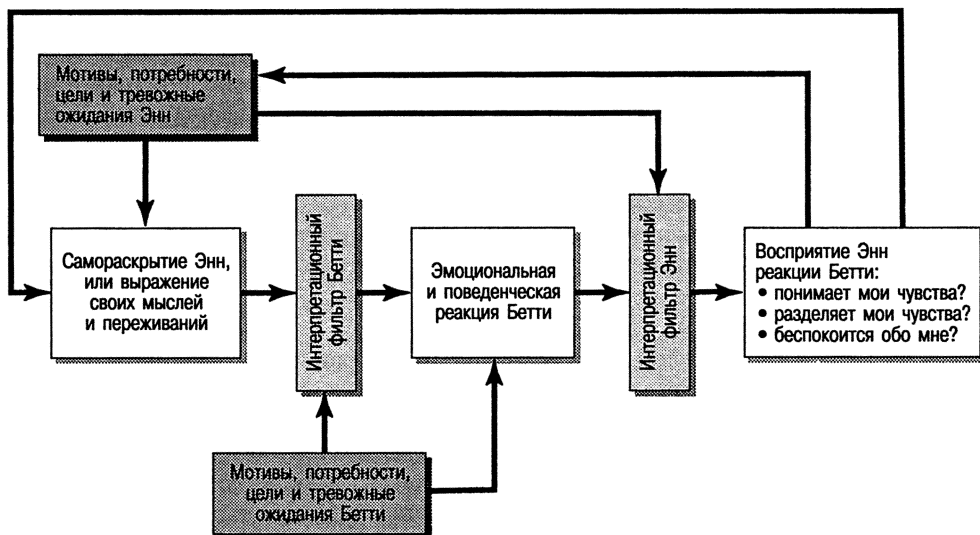 Мотивы, потребности,
цели и тревожные
ожидания Энн
Самораскрытие Энн,
или выражение
своих мыслей
и переживаний
Интерпретационный
фильтр Бетти
Эмоциональная
и поведенческая
реакция Бетти
Интерпретационный
фильтр Энн
Восприятие Энн
реакции Бетти:
• понимает мои чувства?
• разделяет мои чувства?
• беспокоится обо мне?
Мотивы, потребности,
цели и тревожные
ожидания Бетти